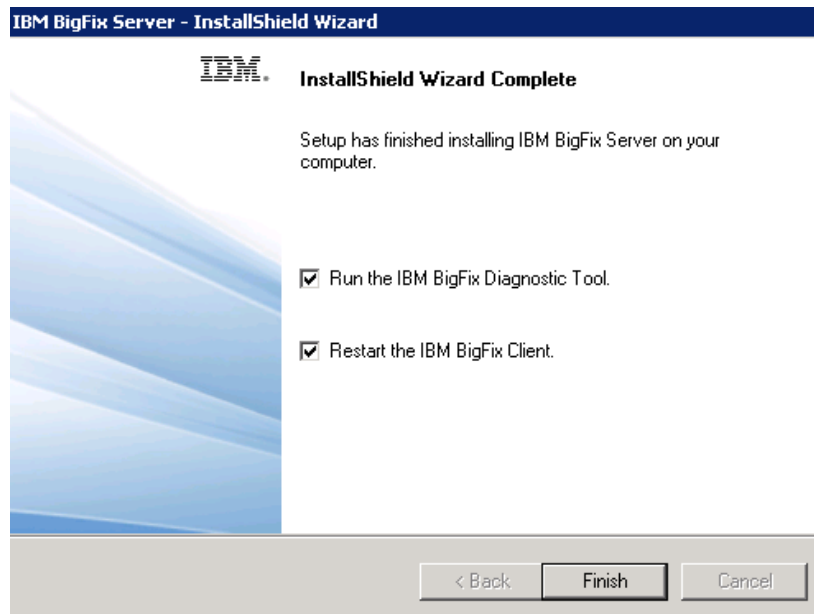 IBM BigFix Server - InstallShield Wizard
IBM.
InstallShield Wizard Complete
Setup has finished installing IBM BigFix Server on your
computer.
Run the IBM BigFix Diagnostic Tool.
Restart the IBM BigFix Client.
< Back
Finish
Cancel